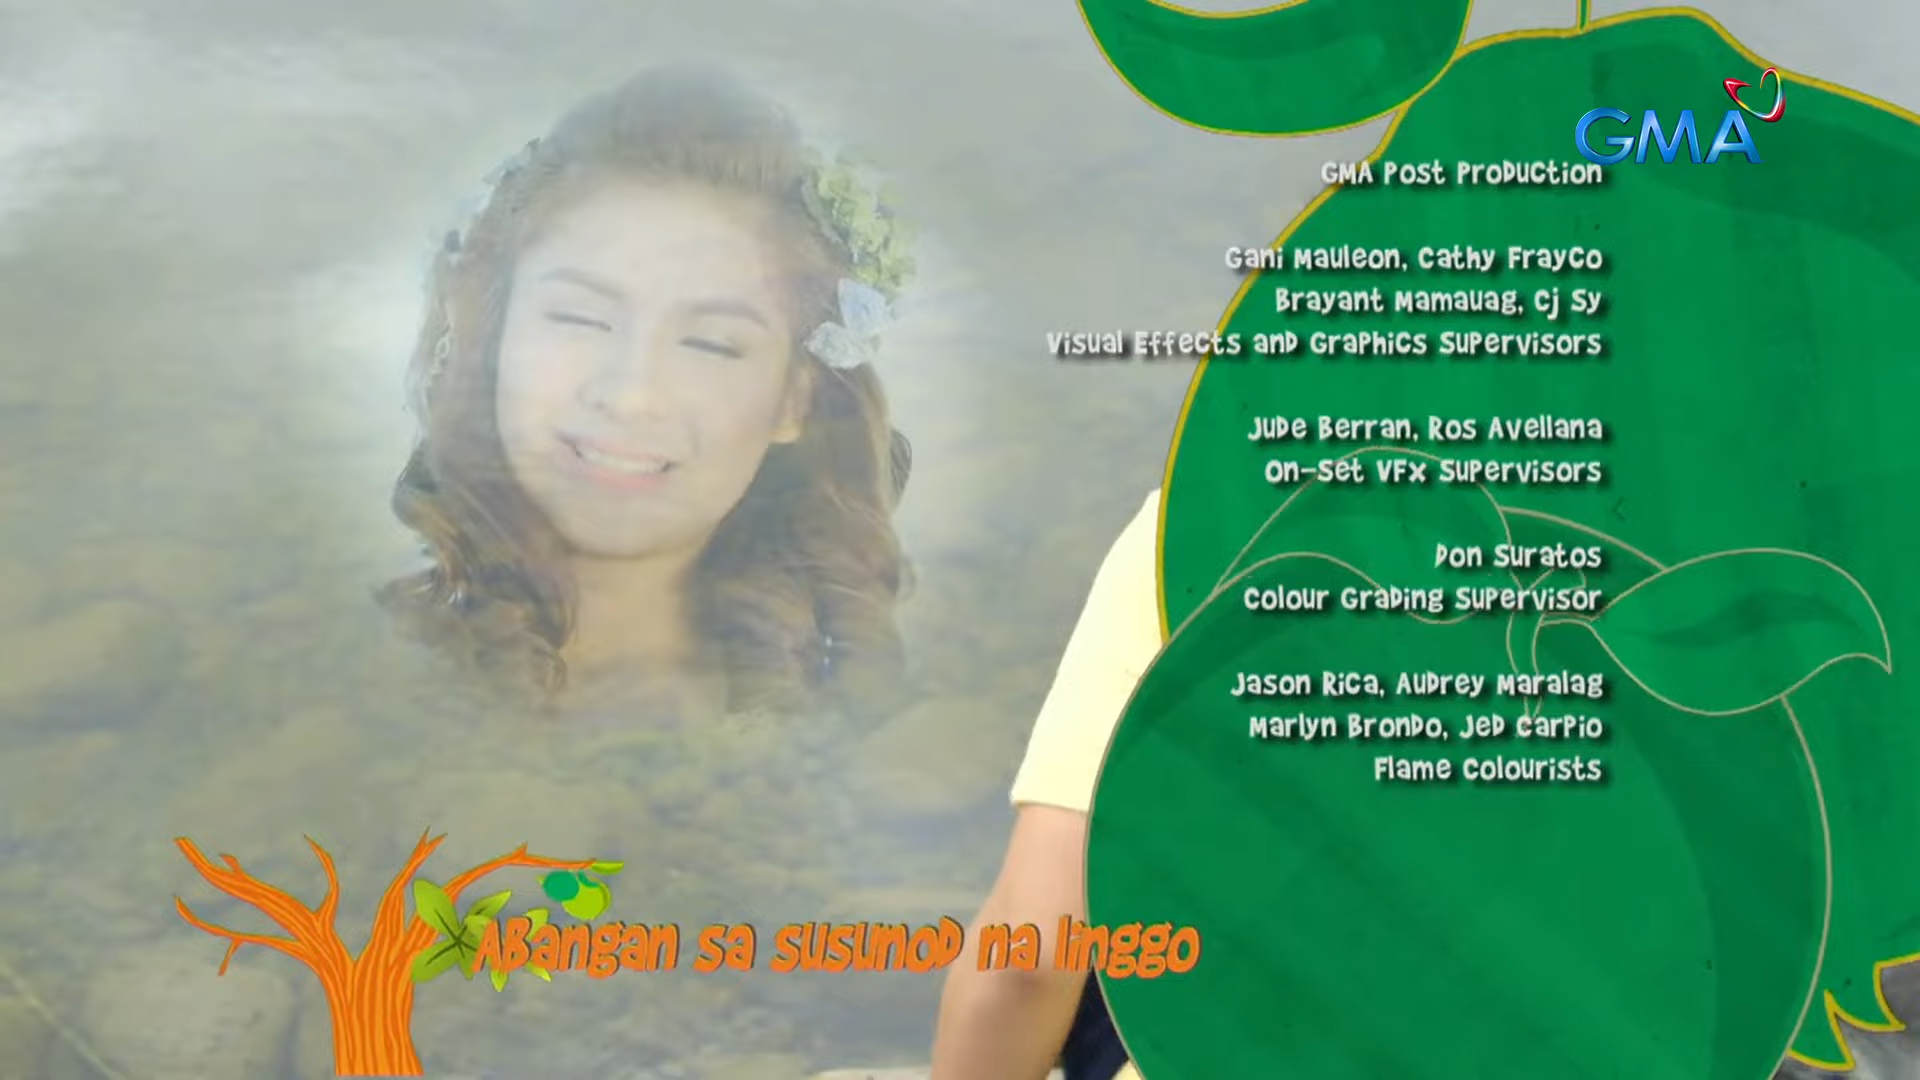 GMA
GMA Post Production
Gani Mauleon, Cathy Frayco
Brayant Mamauag, Cj Sy
Visual Effects and Graphics Supervisors
Jude Berran, Ros Avellana
On-Set VFX Supervisors
Don Suratos
Colour Grading Supervisor
Jason Rica, Audrey Maralag
Marlyn Brondo, Jed Carpio
Flame Colourists
Abangan sa susunod na linggo